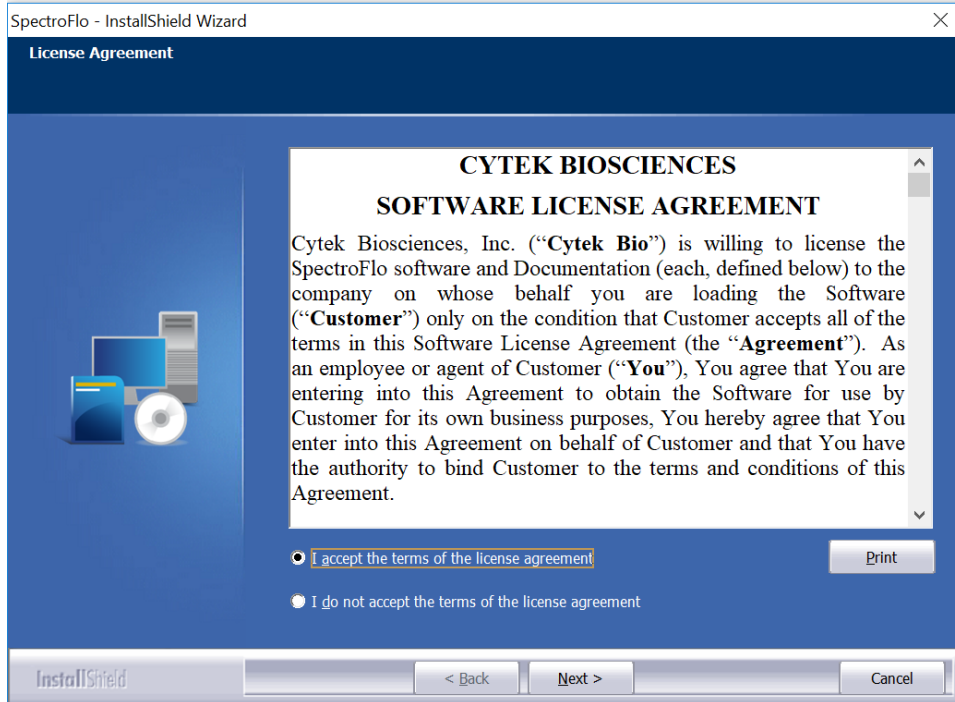 SpectroFlo - InstallShield Wizard
License Agreement
CYTEK BIOSCIENCES
SOFTWARE LICENSE AGREEMENT
Cytek Biosciences, Inc. (“Cytek Bio”) is willing to license the
SpectroFlo software and Documentation (each, defined below) to the
company on whose behalf you are loading the Software
(“Customer”) only on the condition that Customer accepts all of the
terms in this Software License Agreement (the “Agreement”). As
an employee or agent of Customer (“You”), You agree that You are
entering into this Agreement to obtain the Software for use by
Customer for its own business purposes, You hereby agree that You
enter into this Agreement on behalf of Customer and that You have
the authority to bind Customer to the terms and conditions of this
Agreement.
I accept the terms of the license agreement
Print
I do not accept the terms of the license agreement
InstallShield
< Back
Next >
Cancel